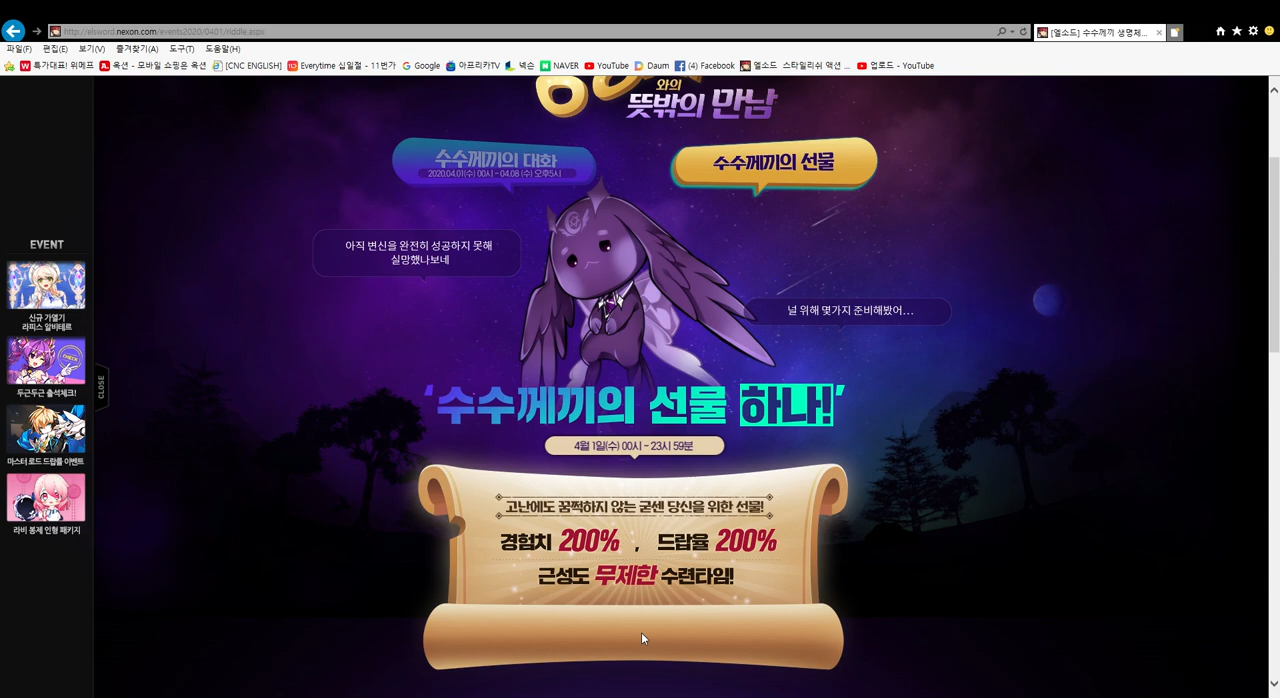 http://elsword.nexon.com/events2020/0401/riddle.aspx
[엘소드] 수수께끼 생명체...
파일(F) 편집(E) 보기(V) 즐겨찾기(A) 도구(T) 도움말(H)
특가대표! 위메프 옥션 - 모바일 쇼핑은 옥션 [CNC ENGLISH] Everytime 십일절 - 11번가 Google 아프리카TV 넥슨 NAVER YouTube Daum (4) Facebook 엘소드 스타일리쉬 액션 ... 업로드 - YouTube
와의
뜻밖의 만남
수수께끼의 대화
2020.04.01(수) 00시 - 04.08 (수) 오후5시
수수께끼의 선물
아직 변신을 완전히 성공하지 못해
실망했나보네
널 위해 몇가지 준비해봤어...
EVENT
신규 가열기
라피스 알비테르
두근두근 출석체크!
마스터 로드 드랍률 이벤트
라비 봉제 인형 패키지
CLOSE
‘수수께끼의 선물 하나!’
4월 1일(수) 00시 ~ 23시 59분
고난에도 꿈쩍하지 않는 굳센 당신을 위한 선물!
경험치 200% , 드랍율 200%
근성도 무제한 수련타임!